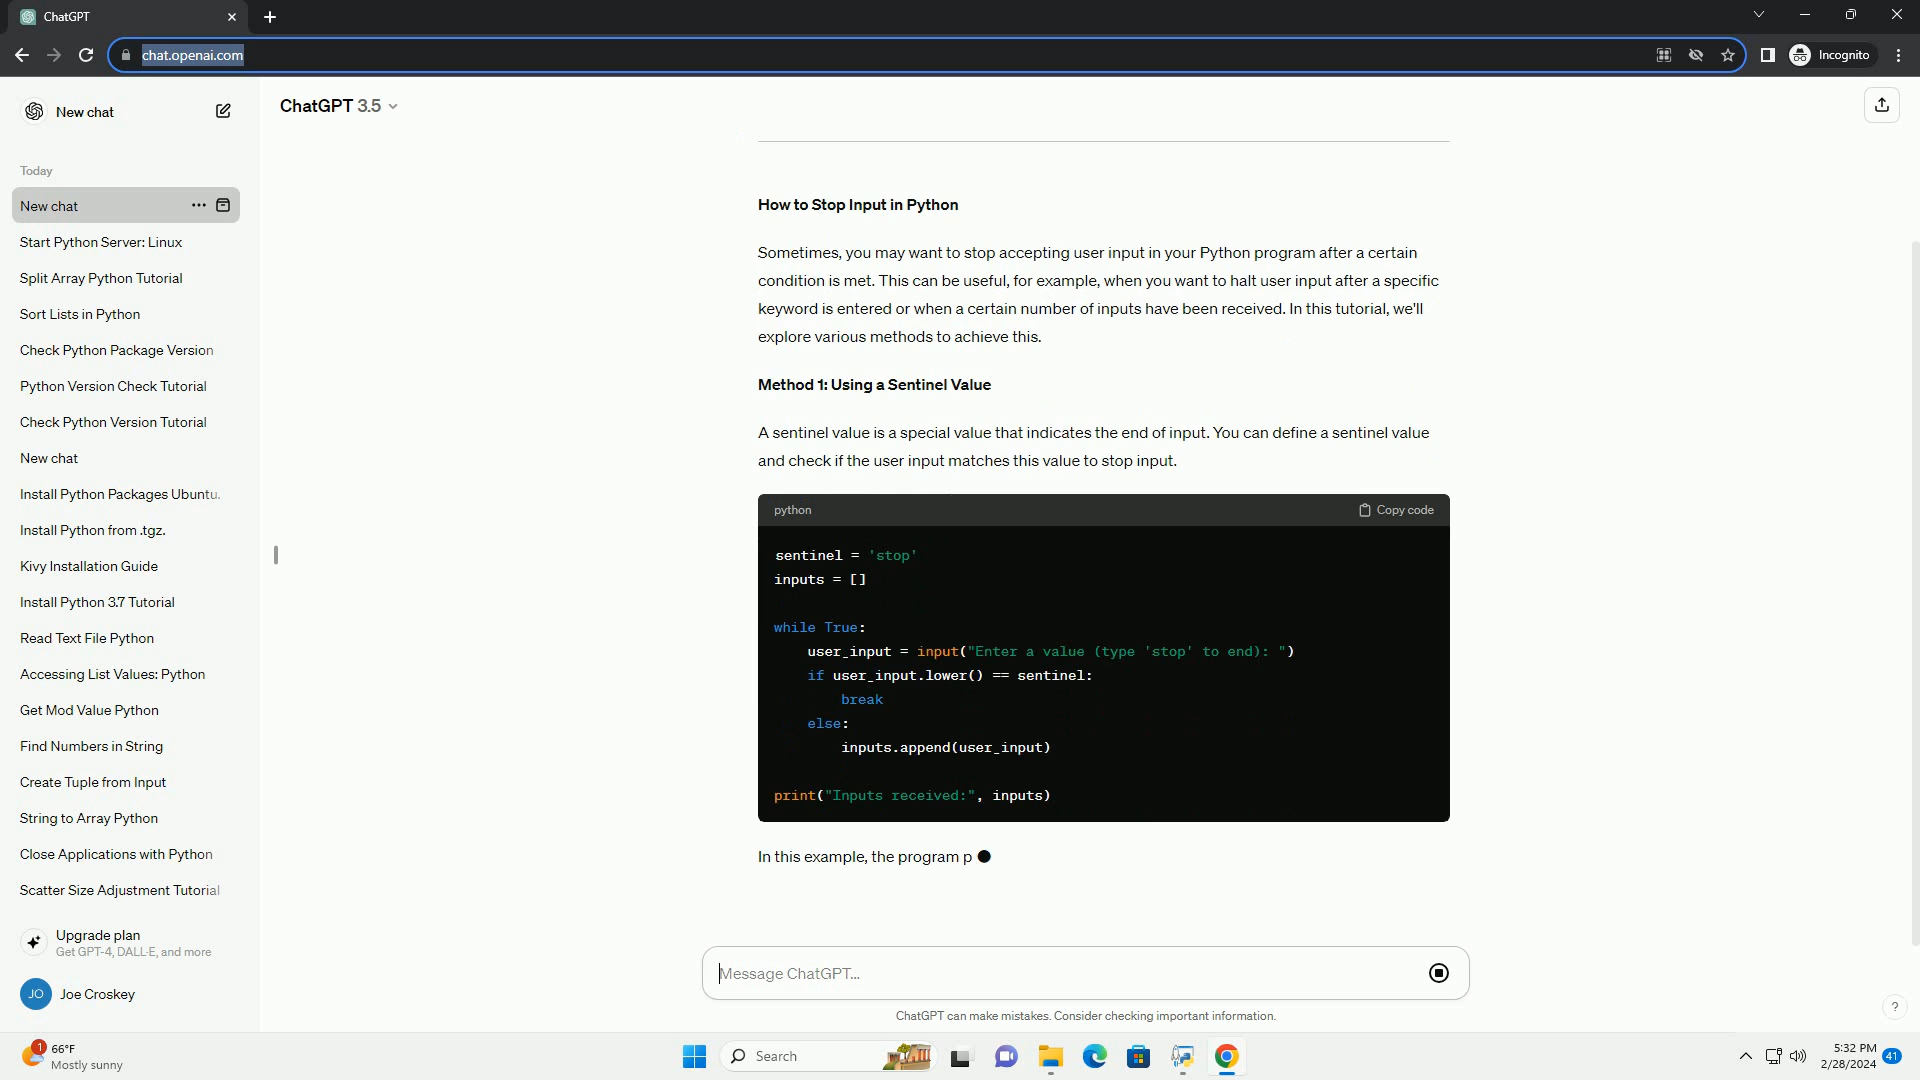 ChatGPT
chat.openai.com
Incognito
New chat
ChatGPT 3.5
Today
New chat
Start Python Server: Linux
Split Array Python Tutorial
Sort Lists in Python
Check Python Package Version
Python Version Check Tutorial
Check Python Version Tutorial
New chat
Install Python Packages Ubuntu.
Install Python from .tgz.
Kivy Installation Guide
Install Python 3.7 Tutorial
Read Text File Python
Accessing List Values: Python
Get Mod Value Python
Find Numbers in String
Create Tuple from Input
String to Array Python
Close Applications with Python
Scatter Size Adjustment Tutorial
Upgrade plan
Get GPT-4, DALL·E, and more
JO Joe Croskey
How to Stop Input in Python
Sometimes, you may want to stop accepting user input in your Python program after a certain
condition is met. This can be useful, for example, when you want to halt user input after a specific
keyword is entered or when a certain number of inputs have been received. In this tutorial, we'll
explore various methods to achieve this.
Method 1: Using a Sentinel Value
A sentinel value is a special value that indicates the end of input. You can define a sentinel value
and check if the user input matches this value to stop input.
python Copy code
sentinel = 'stop'
inputs = []
while True:
user_input = input("Enter a value (type 'stop' to end): ")
if user_input.lower() == sentinel:
break
else:
inputs.append(user_input)
print("Inputs received:", inputs)
In this example, the program p
Message ChatGPT...
ChatGPT can make mistakes. Consider checking important information.
?
1
66°F
Mostly sunny
Search
5:32 PM
2/28/2024
41